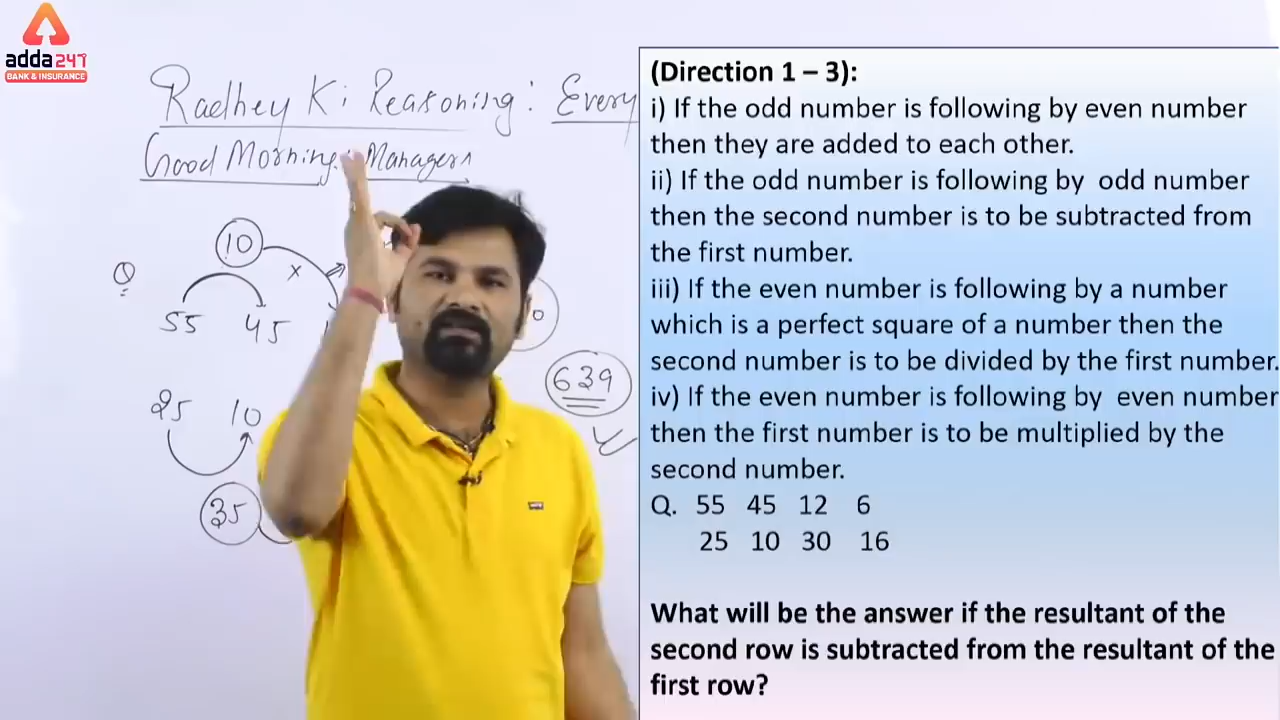 adda247
BANK & INSURANCE
Radhey Ki Reasoning: Every
Good Morning Managers
10
x
Q
55 45
0
639
25 10
35
(Direction 1 – 3):
i) If the odd number is following by even number
then they are added to each other.
ii) If the odd number is following by odd number
then the second number is to be subtracted from
the first number.
iii) If the even number is following by a number
which is a perfect square of a number then the
second number is to be divided by the first number.
iv) If the even number is following by even number
then the first number is to be multiplied by the
second number.
Q. 55 45 12 6
25 10 30 16
What will be the answer if the resultant of the
second row is subtracted from the resultant of the
first row?